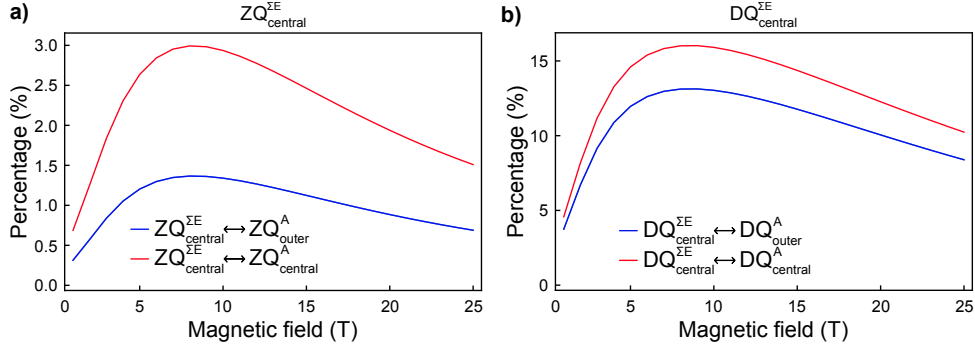 a)
ZQ^ΣE_central
Percentage (%)
3.0
2.5
2.0
1.5
1.0
0.5
0.0
ZQ^ΣE_central ↔ ZQ^A_outer
ZQ^ΣE_central ↔ ZQ^A_central
0 5 10 15 20 25
Magnetic field (T)
b)
DQ^ΣE_central
Percentage (%)
15
10
5
0
DQ^ΣE_central ↔ DQ^A_outer
DQ^ΣE_central ↔ DQ^A_central
0 5 10 15 20 25
Magnetic field (T)